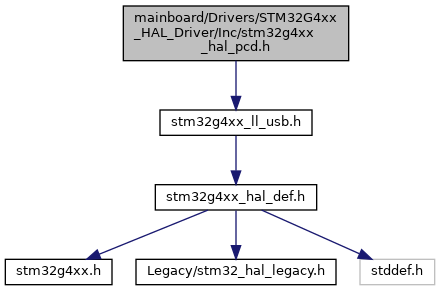 mainboard/Drivers/STM32G4xx
_HAL_Driver/Inc/stm32g4xx
_hal_pcd.h
stm32g4xx_ll_usb.h
stm32g4xx_hal_def.h
stm32g4xx.h
Legacy/stm32_hal_legacy.h
stddef.h